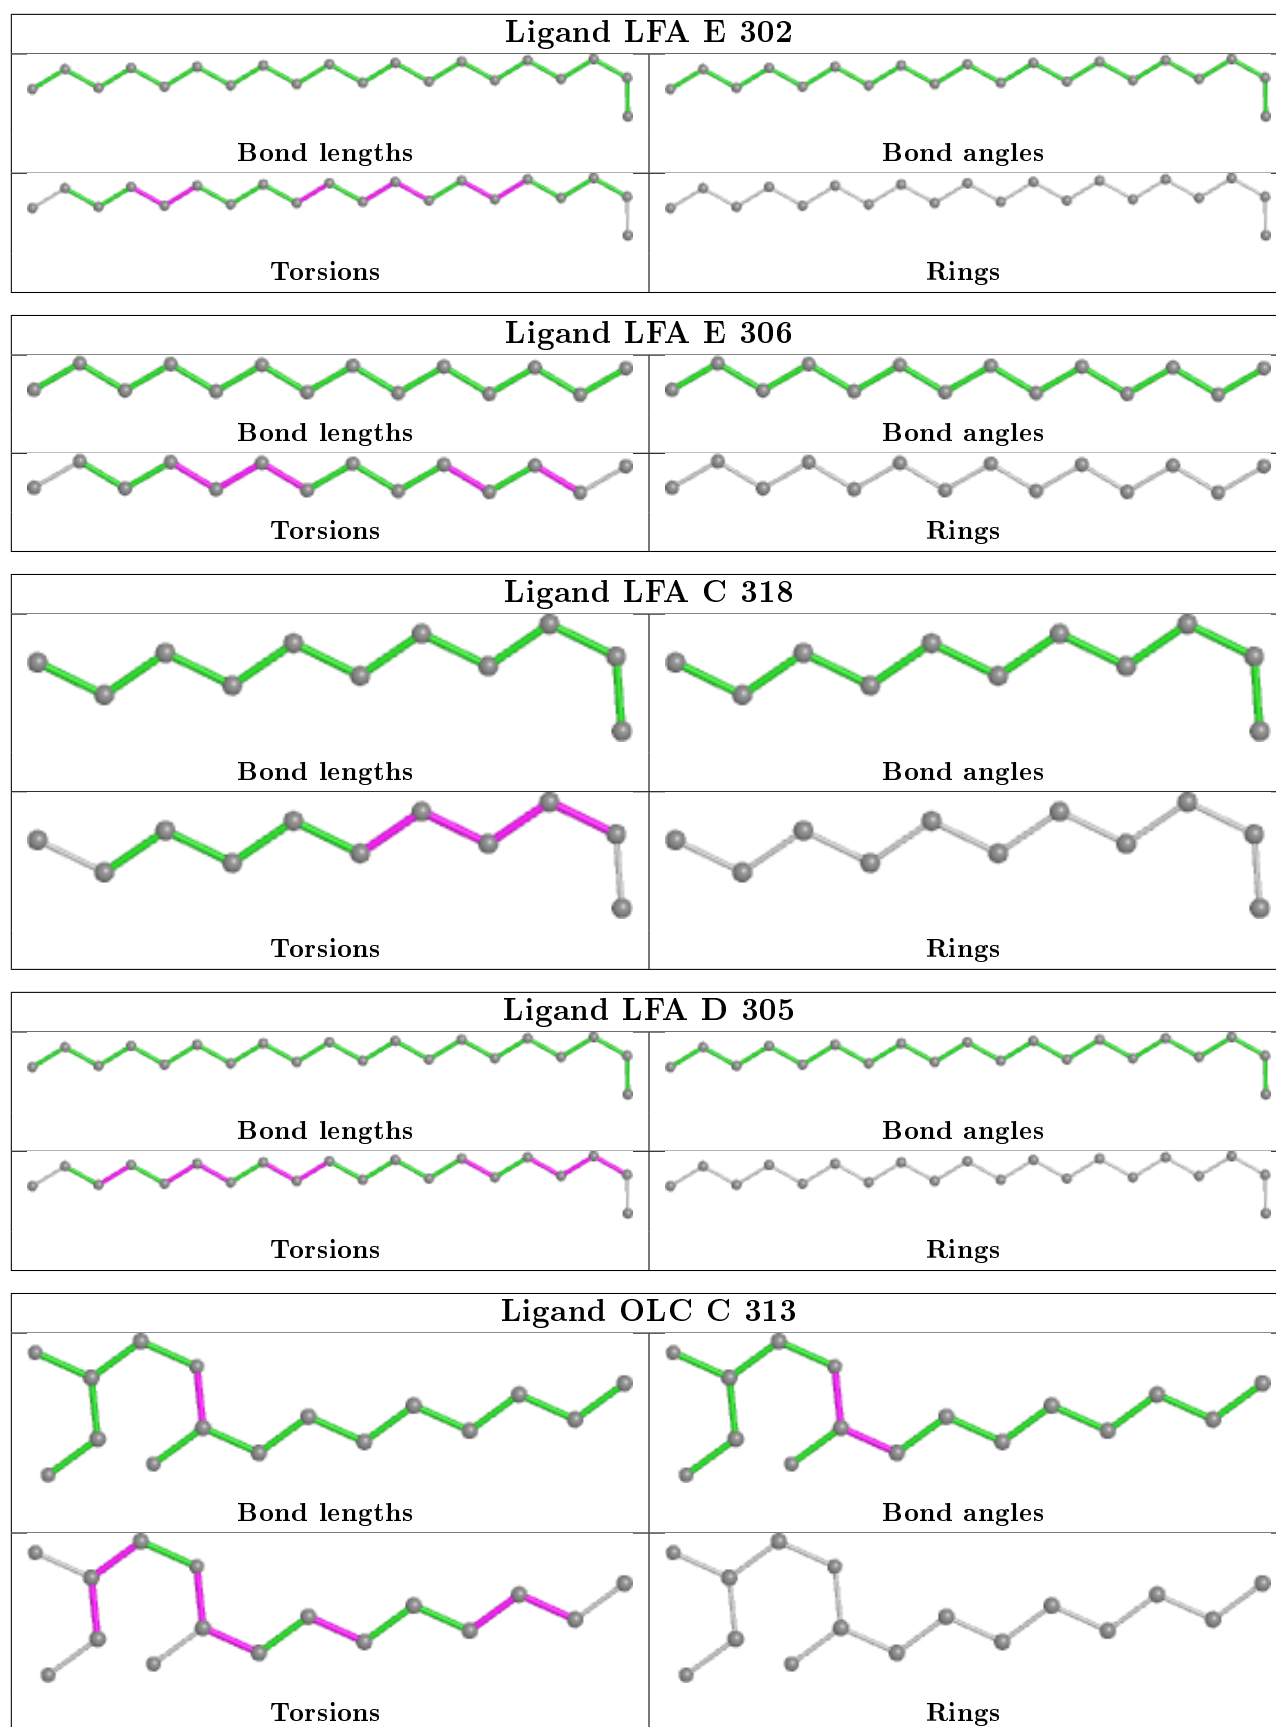 Ligand LFA E 302
Bond lengths Bond angles
Torsions Rings
Ligand LFA E 306
Bond lengths Bond angles
Torsions Rings
Ligand LFA C 318
Bond lengths Bond angles
Torsions Rings
Ligand LFA D 305
Bond lengths Bond angles
Torsions Rings
Ligand OLC C 313
Bond lengths Bond angles
Torsions Rings